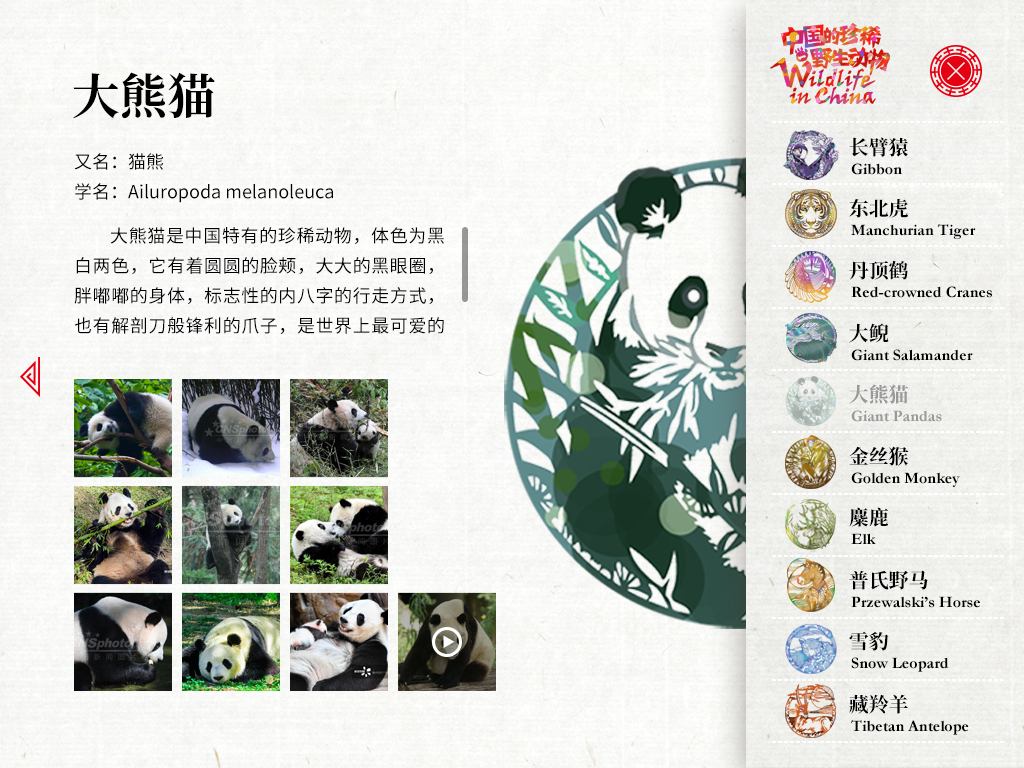 大熊猫
又名：猫熊
学名：Ailuropoda melanoleuca
大熊猫是中国特有的珍稀动物，体色为黑
白两色，它有着圆圆的脸颊，大大的黑眼圈，
胖嘟嘟的身体，标志性的内八字的行走方式，
也有解剖刀般锋利的爪子，是世界上最可爱的
中国的珍稀
野生动物
Wildlife
in China
长臂猿
Gibbon
东北虎
Manchurian Tiger
丹顶鹤
Red-crowned Cranes
大鲵
Giant Salamander
大熊猫
Giant Pandas
金丝猴
Golden Monkey
麋鹿
Elk
普氏野马
Przewalski's Horse
雪豹
Snow Leopard
藏羚羊
Tibetan Antelope